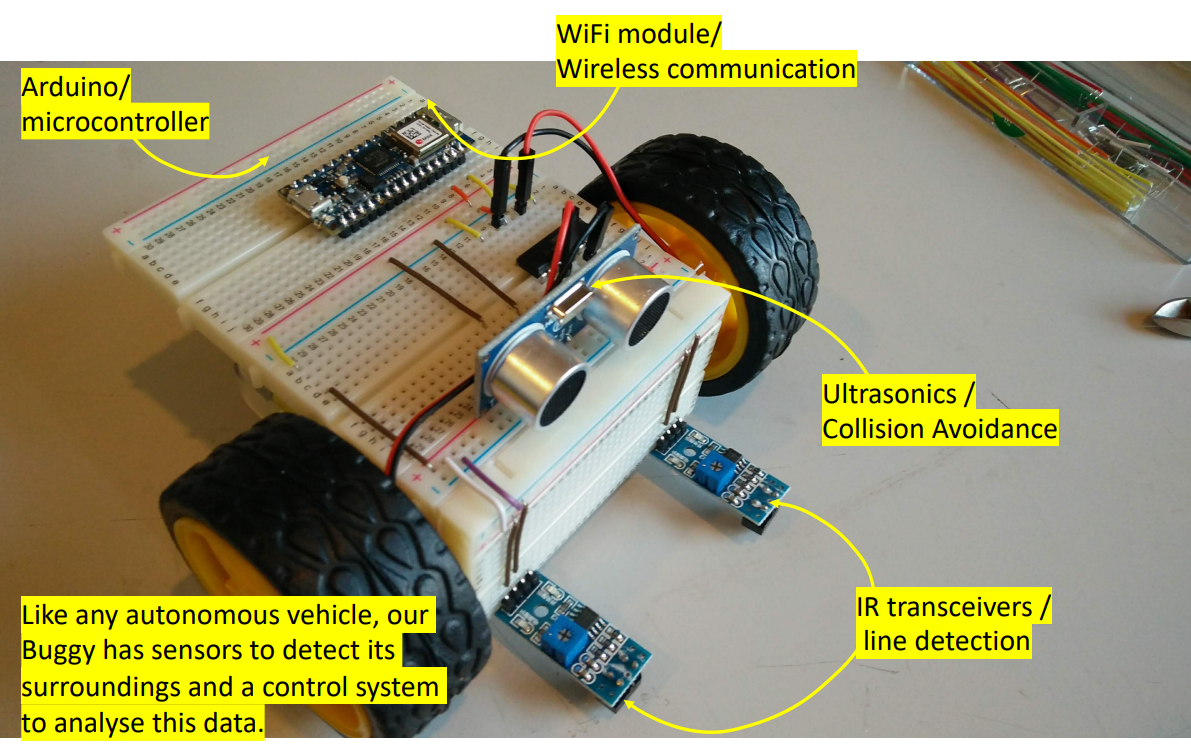 WiFi module/
Wireless communication
Arduino/
microcontroller
Ultrasonics /
Collision Avoidance
IR transceivers /
line detection
Like any autonomous vehicle, our
Buggy has sensors to detect its
surroundings and a control system
to analyse this data.